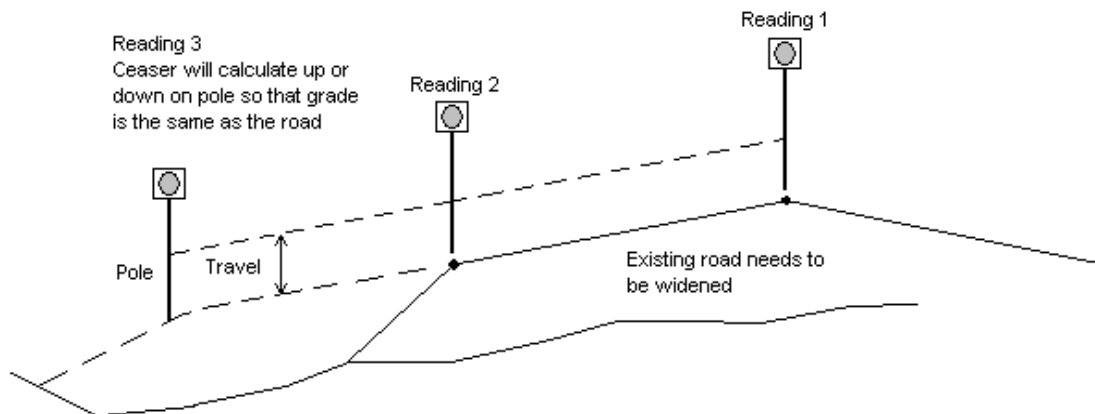 Reading 1
Reading 3
Ceaser will calculate up or
down on pole so that grade
is the same as the road
Reading 2
Pole
Travel
Existing road needs to
be widened